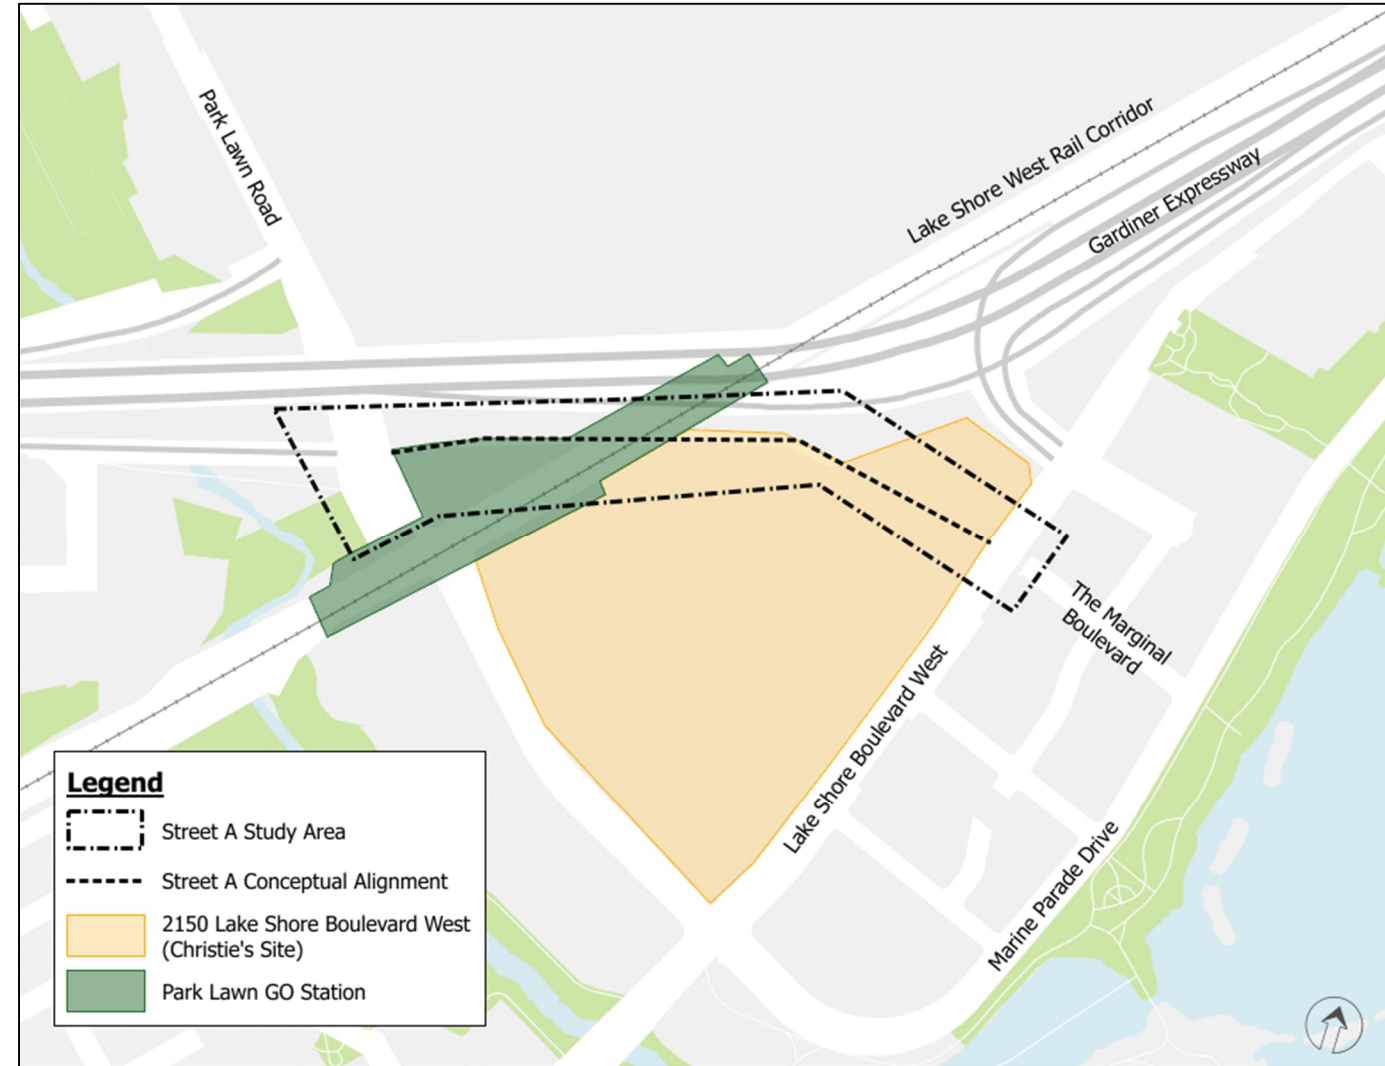 Park Lawn Road
Lake Shore West Rail Corridor
Gardiner Expressway
The Marginal
Boulevard
Lake Shore Boulevard West
Marine Parade Drive
Legend
Street A Study Area
Street A Conceptual Alignment
2150 Lake Shore Boulevard West
(Christie's Site)
Park Lawn GO Station